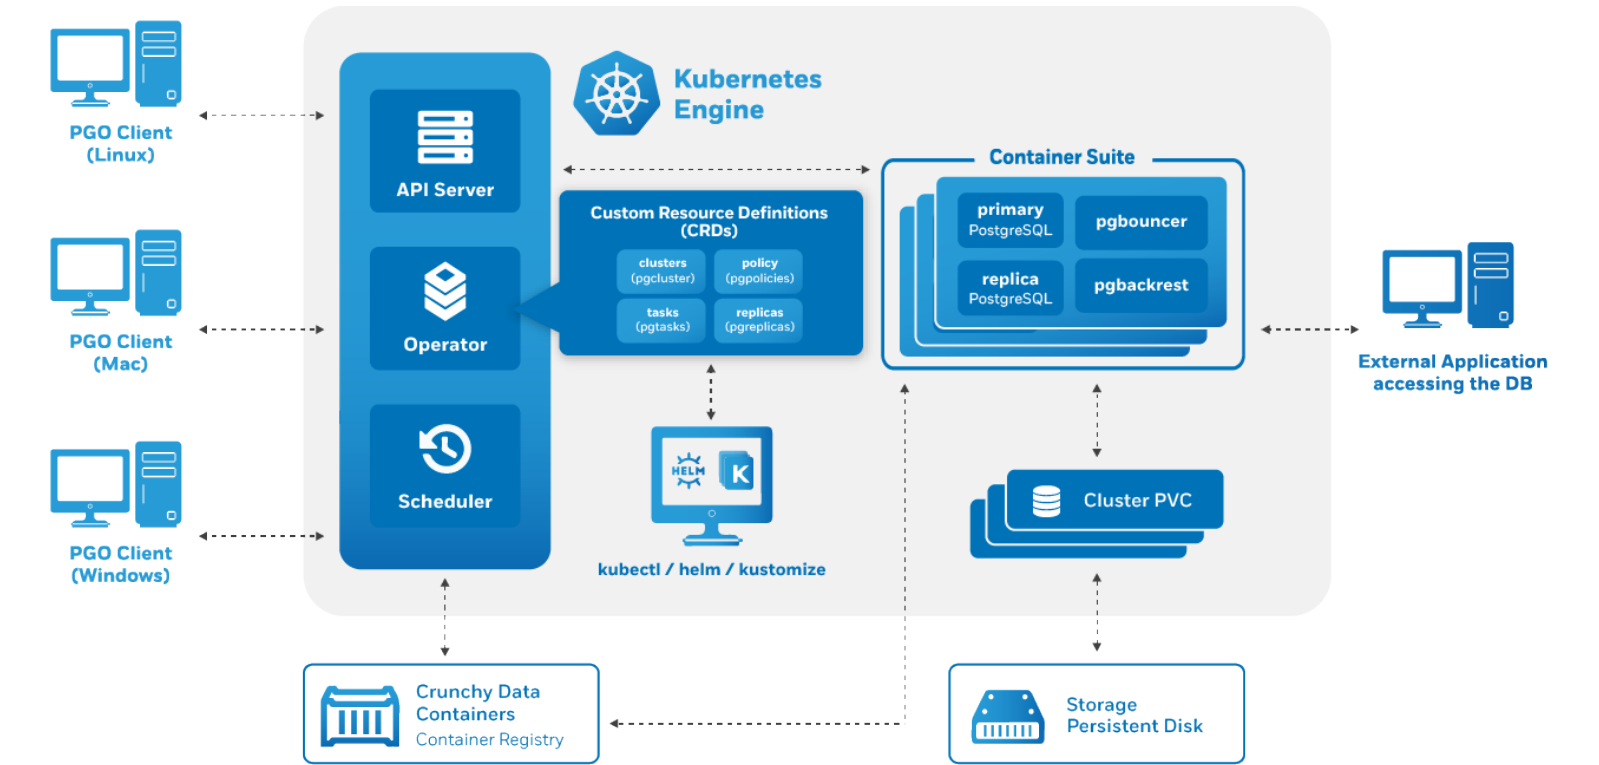 PGO Client
(Linux)
PGO Client
(Mac)
PGO Client
(Windows)
API Server
Operator
Scheduler
Kubernetes
Engine
Custom Resource Definitions
(CRDs)
clusters
(pgcluster)
policy
(pgpolicies)
tasks
(pgtasks)
replicas
(pgreplicas)
HELM
K
kubectl / helm / kustomize
Container Suite
primary
PostgreSQL
pgbouncer
replica
PostgreSQL
pgbackrest
Cluster PVC
External Application
accessing the DB
Crunchy Data
Containers
Container Registry
Storage
Persistent Disk